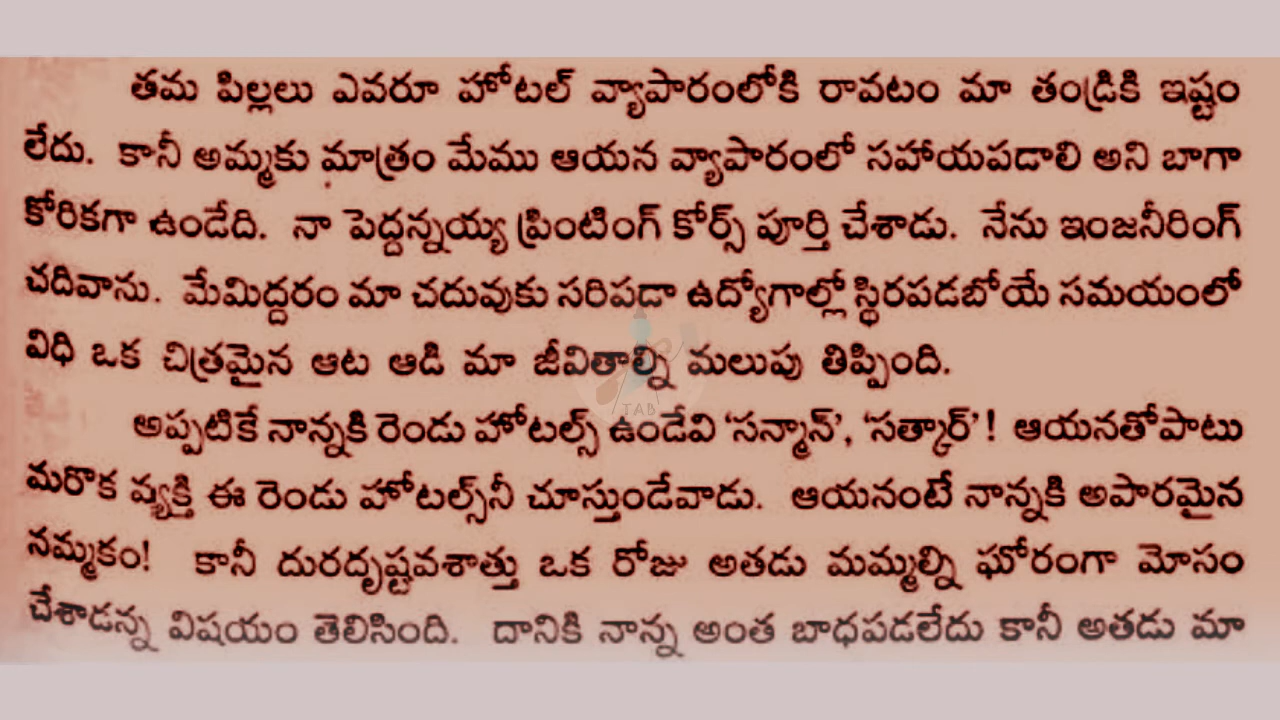 తమ పిల్లలు ఎవరూ హోటల్ వ్యాపారంలోకి రావటం మా తండ్రికి ఇష్టం
లేదు. కానీ అమ్మకు మాత్రం మేము ఆయన వ్యాపారంలో సహాయపడాలి అని బాగా
కోరికగా ఉండేది. నా పెద్దన్నయ్య ప్రింటింగ్ కోర్స్ పూర్తి చేశాడు. నేను ఇంజనీరింగ్
చదివాను. మేమిద్దరం మా చదువుకు సరిపడా ఉద్యోగాల్లో స్థిరపడబోయే సమయంలో
విధి ఒక చిత్రమైన ఆట ఆడి మా జీవితాల్ని మలుపు తిప్పింది.
TAB
అప్పటికే నాన్నకి రెండు హోటల్స్ ఉండేవి ‘సన్మాన్’, ‘సత్కార్’! ఆయనతోపాటు
మరొక వ్యక్తి ఈ రెండు హోటల్స్‌నీ చూస్తుండేవాడు. ఆయనంటే నాన్నకి అపారమైన
నమ్మకం! కానీ దురదృష్టవశాత్తు ఒక రోజు అతడు మమ్మల్ని ఘోరంగా మోసం
చేశాడన్న విషయం తెలిసింది. దానికి నాన్న అంత బాధపడలేదు కానీ అతడు మా